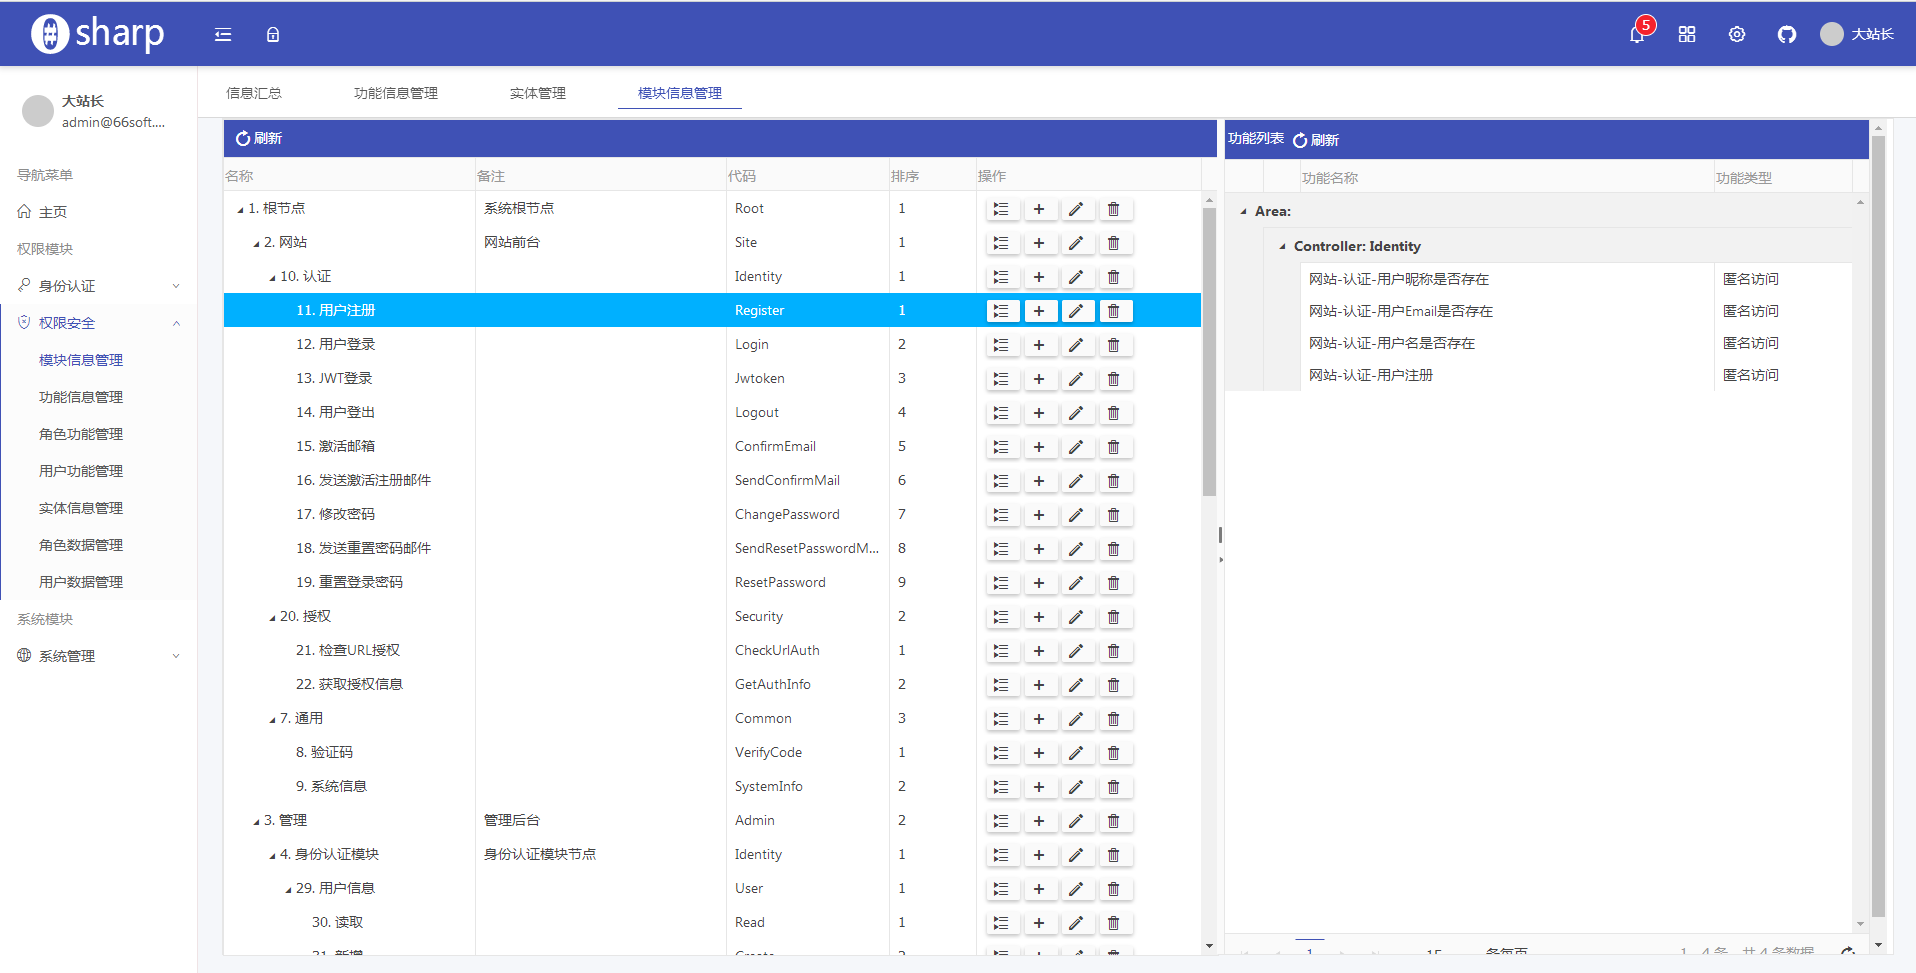 sharp
5
大站长
大站长
admin@66soft....
导航菜单
主页
权限模块
身份认证
权限安全
模块信息管理
功能信息管理
角色功能管理
用户功能管理
实体信息管理
角色数据管理
用户数据管理
系统模块
系统管理
信息汇总 功能信息管理 实体管理 模块信息管理
刷新
名称 备注 代码 排序 操作
1. 根节点 系统根节点 Root 1
2. 网站 网站前台 Site 1
10. 认证 Identity 1
11. 用户注册 Register 1
12. 用户登录 Login 2
13. JWT登录 Jwtoken 3
14. 用户登出 Logout 4
15. 激活邮箱 ConfirmEmail 5
16. 发送激活注册邮件 SendConfirmMail 6
17. 修改密码 ChangePassword 7
18. 发送重置密码邮件 SendResetPasswordM... 8
19. 重置登录密码 ResetPassword 9
20. 授权 Security 2
21. 检查URL授权 CheckUrlAuth 1
22. 获取授权信息 GetAuthInfo 2
7. 通用 Common 3
8. 验证码 VerifyCode 1
9. 系统信息 SystemInfo 2
3. 管理 管理后台 Admin 2
4. 身份认证模块 身份认证模块节点 Identity 1
29. 用户信息 User 1
30. 读取 Read 1
31. 新增 Create 2
功能列表 刷新
功能名称 功能类型
Area:
Controller: Identity
网站-认证-用户昵称是否存在 匿名访问
网站-认证-用户Email是否存在 匿名访问
网站-认证-用户名是否存在 匿名访问
网站-认证-用户注册 匿名访问
1 15 条每页 1 - 4 条 共 4 条数据